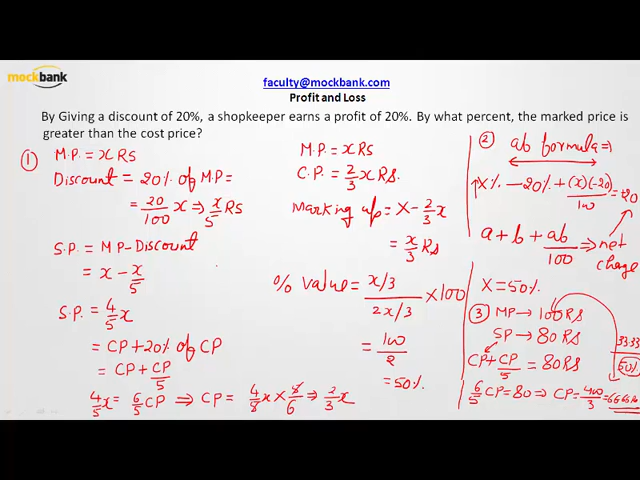 mockbank
faculty@mockbank.com
Profit and Loss
By Giving a discount of 20%, a shopkeeper earns a profit of 20%. By what percent, the marked price is
greater than the cost price?
① M.P. = x RS
Discount = 20% of M.P =
= 20/100 x ⇒ x/5 RS
S.P. = MP - Discount
= x - x/5
S.P. = 4/5 x
= CP + 20% of CP
= CP + CP/5
4/5 x = 6/5 CP ⇒ CP = 4/5 x × 5/6 ⇒ 2/3 x
M.P. = x RS
C.P. = 2/3 x RS.
Marking up = x - 2/3 x
= x/3 RS
% Value = x/3 / 2x/3 × 100
= 100/2
= 50%.
② ab formula ⇒
↑ x% - 20% + (x)(-20)/100 = +20
a + b + ab/100 ⇒ net change
X = 50%
③ MP → 100 RS
SP → 80 RS
CP + CP/5 = 80 RS
6/5 CP = 80 ⇒ CP = 400/3
33.33
50%